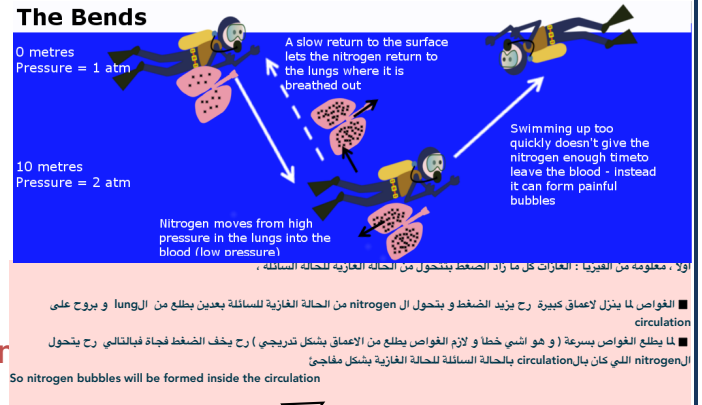 The Bends
0 metres
Pressure = 1 atm
A slow return to the surface
lets the nitrogen return to
the lungs where it is
breathed out
10 metres
Pressure = 2 atm
Swimming up too
quickly doesn't give the
nitrogen enough timeto
leave the blood - instead
it can form painful
bubbles
Nitrogen moves from high
pressure in the lungs into the
blood (low pressure)
اولا ، معلومة من الفيزيا : الغازات كل ما زاد الضغط بتتحول من الحالة الغازية للحالة السائلة ،
■ الغواص لما ينزل لاعماق كبيرة رح يزيد الضغط و بتحول ال nitrogen من الحالة الغازية للسائلة بعدين بطلع من الlung و بروح على
circulation
■ لما يطلع الغواص بسرعة ( و هو اشي خطأ و لازم الغواص يطلع من الاعماق بشكل تدريجي ) رح يخف الضغط فجأة فبالتالي رح يتحول
الnitrogen اللي كان بالcirculation بالحالة السائلة للحالة الغازية بشكل مفاجئ
So nitrogen bubbles will be formed inside the circulation